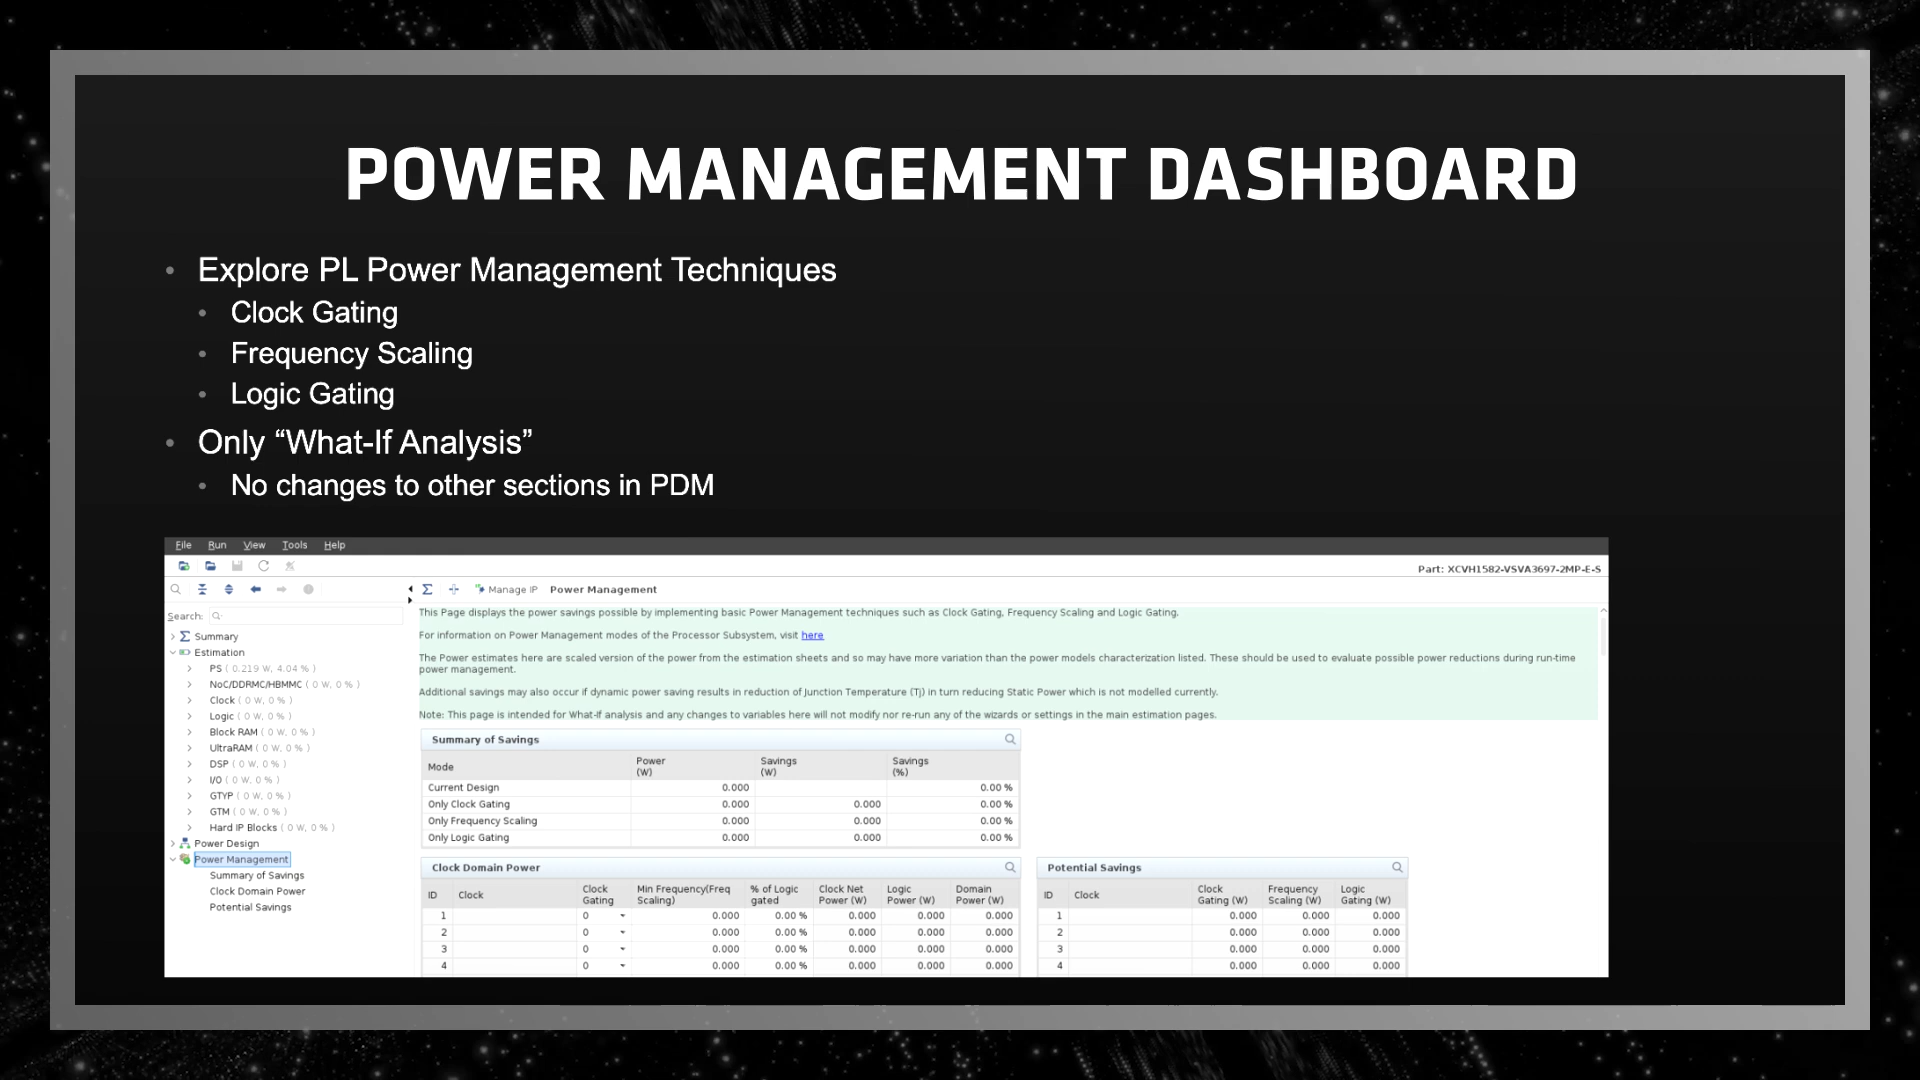 POWER MANAGEMENT DASHBOARD
• Explore PL Power Management Techniques
• Clock Gating
• Frequency Scaling
• Logic Gating
• Only “What-If Analysis”
• No changes to other sections in PDM
File Run View Tools Help
Part: XCVH1582-VSVA3697-2MP-E-S
Manage IP Power Management
Search:
Summary
Estimation
PS ( 0.219 W, 4.04 % )
NoC/DDRMC/HBMMC ( 0 W, 0 % )
Clock ( 0 W, 0 % )
Logic ( 0 W, 0 % )
Block RAM ( 0 W, 0 % )
UltraRAM ( 0 W, 0 % )
DSP ( 0 W, 0 % )
I/O ( 0 W, 0 % )
GTYP ( 0 W, 0 % )
GTM ( 0 W, 0 % )
Hard IP Blocks ( 0 W, 0 % )
Power Design
Power Management
Summary of Savings
Clock Domain Power
Potential Savings
This Page displays the power savings possible by implementing basic Power Management techniques such as Clock Gating, Frequency Scaling and Logic Gating.
For information on Power Management modes of the Processor Subsystem, visit here
The Power estimates here are scaled version of the power from the estimation sheets and so may have more variation than the power models characterization listed. These should be used to evaluate possible power reductions during run-time
power management.
Additional savings may also occur if dynamic power saving results in reduction of Junction Temperature (Tj) in turn reducing Static Power which is not modelled currently.
Note: This page is intended for What-If analysis and any changes to variables here will not modify nor re-run any of the wizards or settings in the main estimation pages.
Summary of Savings
Mode Power (W) Savings (W) Savings (%)
Current Design 0.000 0.00 %
Only Clock Gating 0.000 0.000 0.00 %
Only Frequency Scaling 0.000 0.000 0.00 %
Only Logic Gating 0.000 0.000 0.00 %
Clock Domain Power
ID Clock Clock Gating Min Frequency(Freq Scaling) % of Logic gated Clock Net Power (W) Logic Power (W) Domain Power (W)
1 0 0.000 0.00 % 0.000 0.000 0.000
2 0 0.000 0.00 % 0.000 0.000 0.000
3 0 0.000 0.00 % 0.000 0.000 0.000
4 0 0.000 0.00 % 0.000 0.000 0.000
Potential Savings
ID Clock Clock Gating (W) Frequency Scaling (W) Logic Gating (W)
1 0.000 0.000 0.000
2 0.000 0.000 0.000
3 0.000 0.000 0.000
4 0.000 0.000 0.000